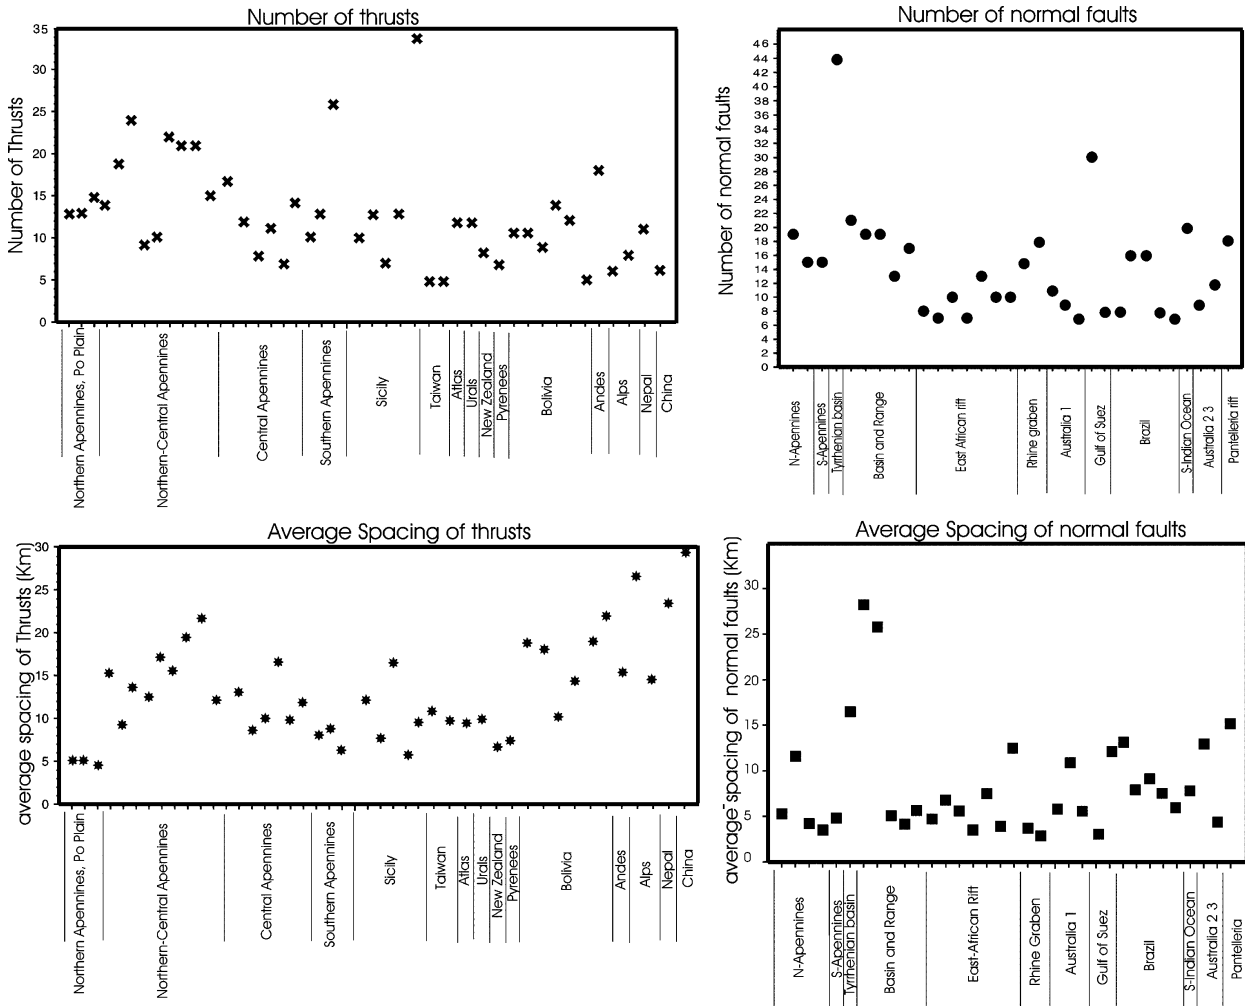 Number of thrusts
Number of Thrusts
35
30
25
20
15
10
5
0
Northern Apennines, Po Plain
Northern-Central Apennines
Central Apennines
Southern Apennines
Sicily
Taiwan
Atlas
Urals
New Zealand
Pyrenees
Bolivia
Andes
Alps
Nepal
China
Number of normal faults
Number of normal faults
46
44
42
40
38
36
34
32
30
28
26
24
22
20
18
16
14
12
10
8
6
4
2
0
N-Apennines
S-Apennines
Tyrrhenian basin
Basin and Range
East African rift
Rhine graben
Australia 1
Gulf of Suez
Brazil
S-Indian Ocean
Australia 2 3
Pantelleria rift
Average Spacing of thrusts
average spacing of Thrusts (Km)
30
25
20
15
10
5
0
Northern Apennines, Po Plain
Northern-Central Apennines
Central Apennines
Southern Apennines
Sicily
Taiwan
Atlas
Urals
New Zealand
Pyrenees
Bolivia
Andes
Alps
Nepal
China
Average Spacing of normal faults
average spacing of normal faults (Km)
30
25
20
15
10
5
0
N-Apennines
S-Apennines
Tyrthenian basin
Basin and Range
East-African Rift
Rhine Graben
Australia 1
Gulf of Suez
Brazil
S-Indian Ocean
Australia 2 3
Pantelleria